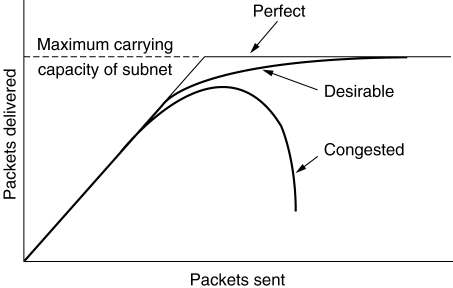 Perfect
Maximum carrying
capacity of subnet
Desirable
Congested
Packets delivered
Packets sent